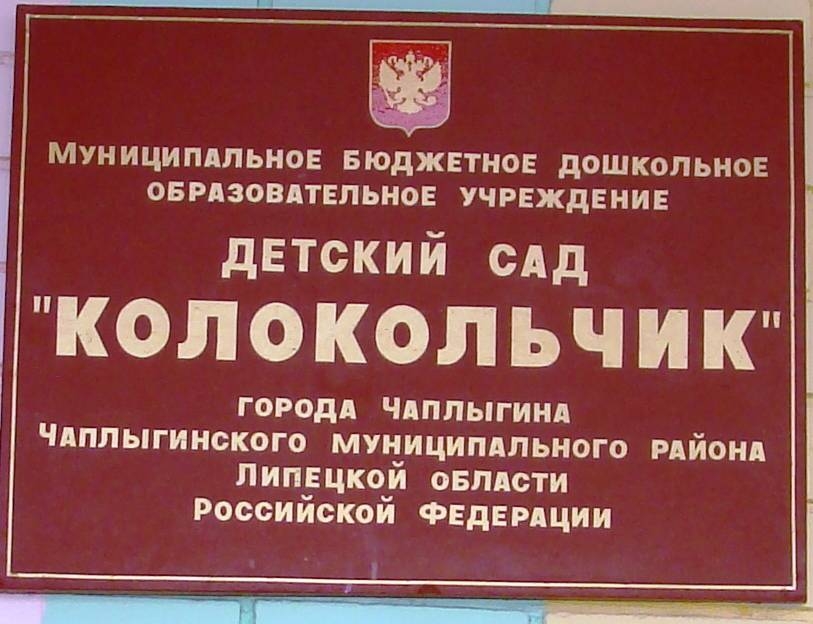 Муниципальное бюджетное дошкольное
образовательное учреждение
ДЕТСКИЙ САД
"КОЛОКОЛЬЧИК"
ГОРОДА ЧАПЛЫГИНА
ЧАПЛЫГИНСКОГО МУНИЦИПАЛЬНОГО РАЙОНА
ЛИПЕЦКОЙ ОБЛАСТИ
РОССИЙСКОЙ ФЕДЕРАЦИИ